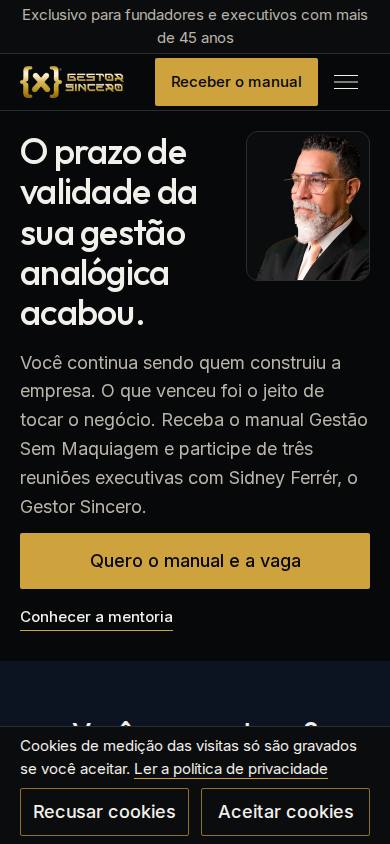 Exclusivo para fundadores e executivos com mais
de 45 anos
{X} GESTOR
SINCERO
Receber o manual
O prazo de
validade da
sua gestão
analógica
acabou.
Você continua sendo quem construiu a
empresa. O que venceu foi o jeito de
tocar o negócio. Receba o manual Gestão
Sem Maquiagem e participe de três
reuniões executivas com Sidney Ferrér, o
Gestor Sincero.
Quero o manual e a vaga
Conhecer a mentoria
Cookies de medição das visitas só são gravados
se você aceitar. Ler a política de privacidade
Recusar cookies
Aceitar cookies